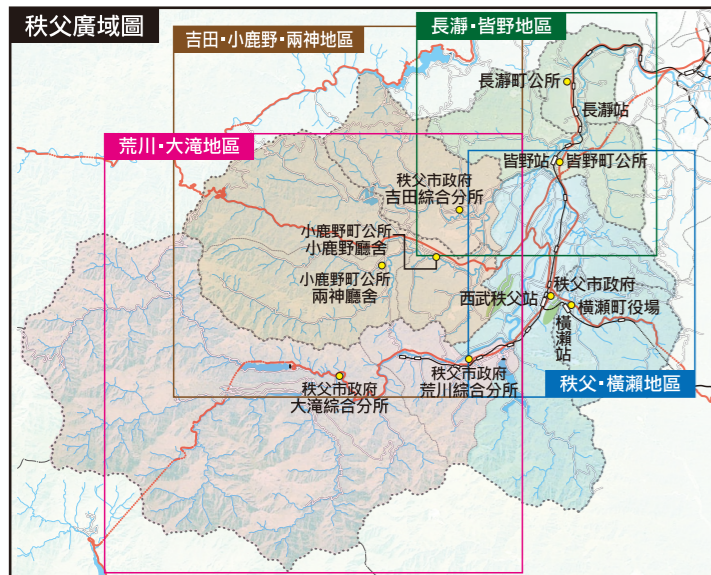 秩父廣域圖
吉田・小鹿野・兩神地區
長瀞・皆野地區
長瀞町公所
長瀞站
荒川・大滝地區
皆野站
皆野町公所
秩父市政府
吉田綜合分所
小鹿野町公所
小鹿野廳舍
小鹿野町公所
兩神廳舍
秩父市政府
西武秩父站
橫瀨町役場
橫瀨站
秩父市政府
荒川綜合分所
秩父市政府
大滝綜合分所
秩父・橫瀨地區